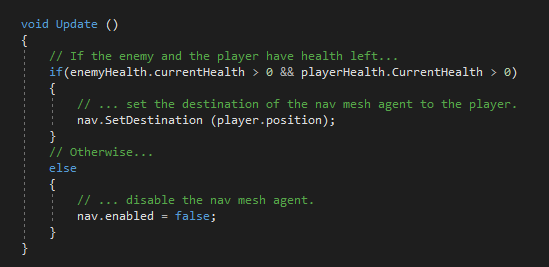 void Update ()
{
// If the enemy and the player have health left...
if(enemyHealth.currentHealth > 0 && playerHealth.CurrentHealth > 0)
{
// ... set the destination of the nav mesh agent to the player.
nav.SetDestination (player.position);
}
// Otherwise...
else
{
// ... disable the nav mesh agent.
nav.enabled = false;
}
}